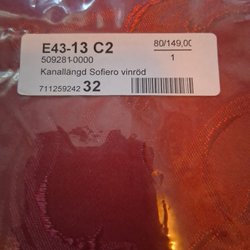 E43-13 C2 80/149,00
509281-0000 1
Kanallängd Sofiero vinröd
711259242 32